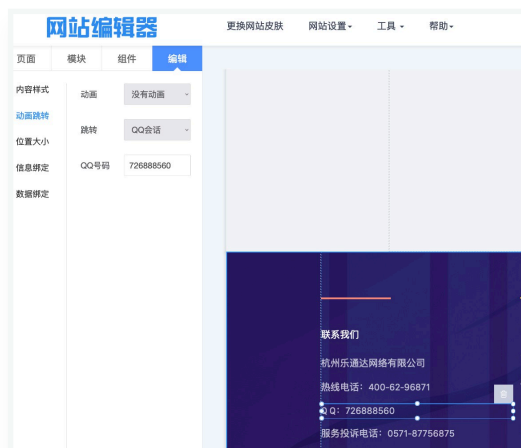 网站编辑器 更换网站皮肤 网站设置 工具 帮助
页面 模块 组件 编辑
内容样式 动画 没有动画
动画跳转
跳转 QQ会话
位置大小
信息绑定 QQ号码 726888560
数据绑定
联系我们
杭州乐通达网络有限公司
热线电话：400-62-96871
QQ：726888560
服务投诉电话：0571-87756875